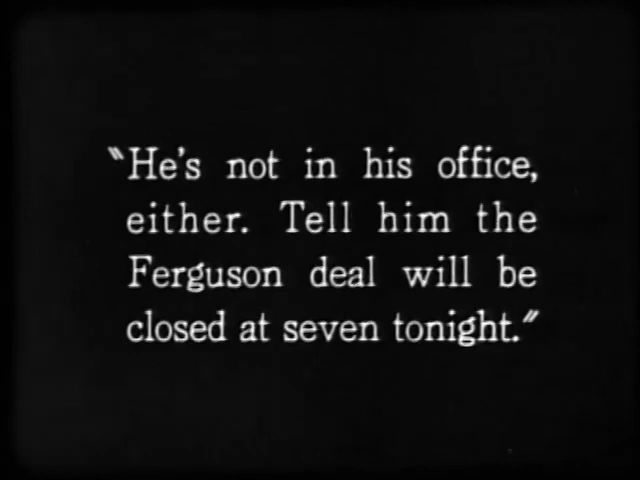 "He's not in his office,
either. Tell him the
Ferguson deal will be
closed at seven tonight."